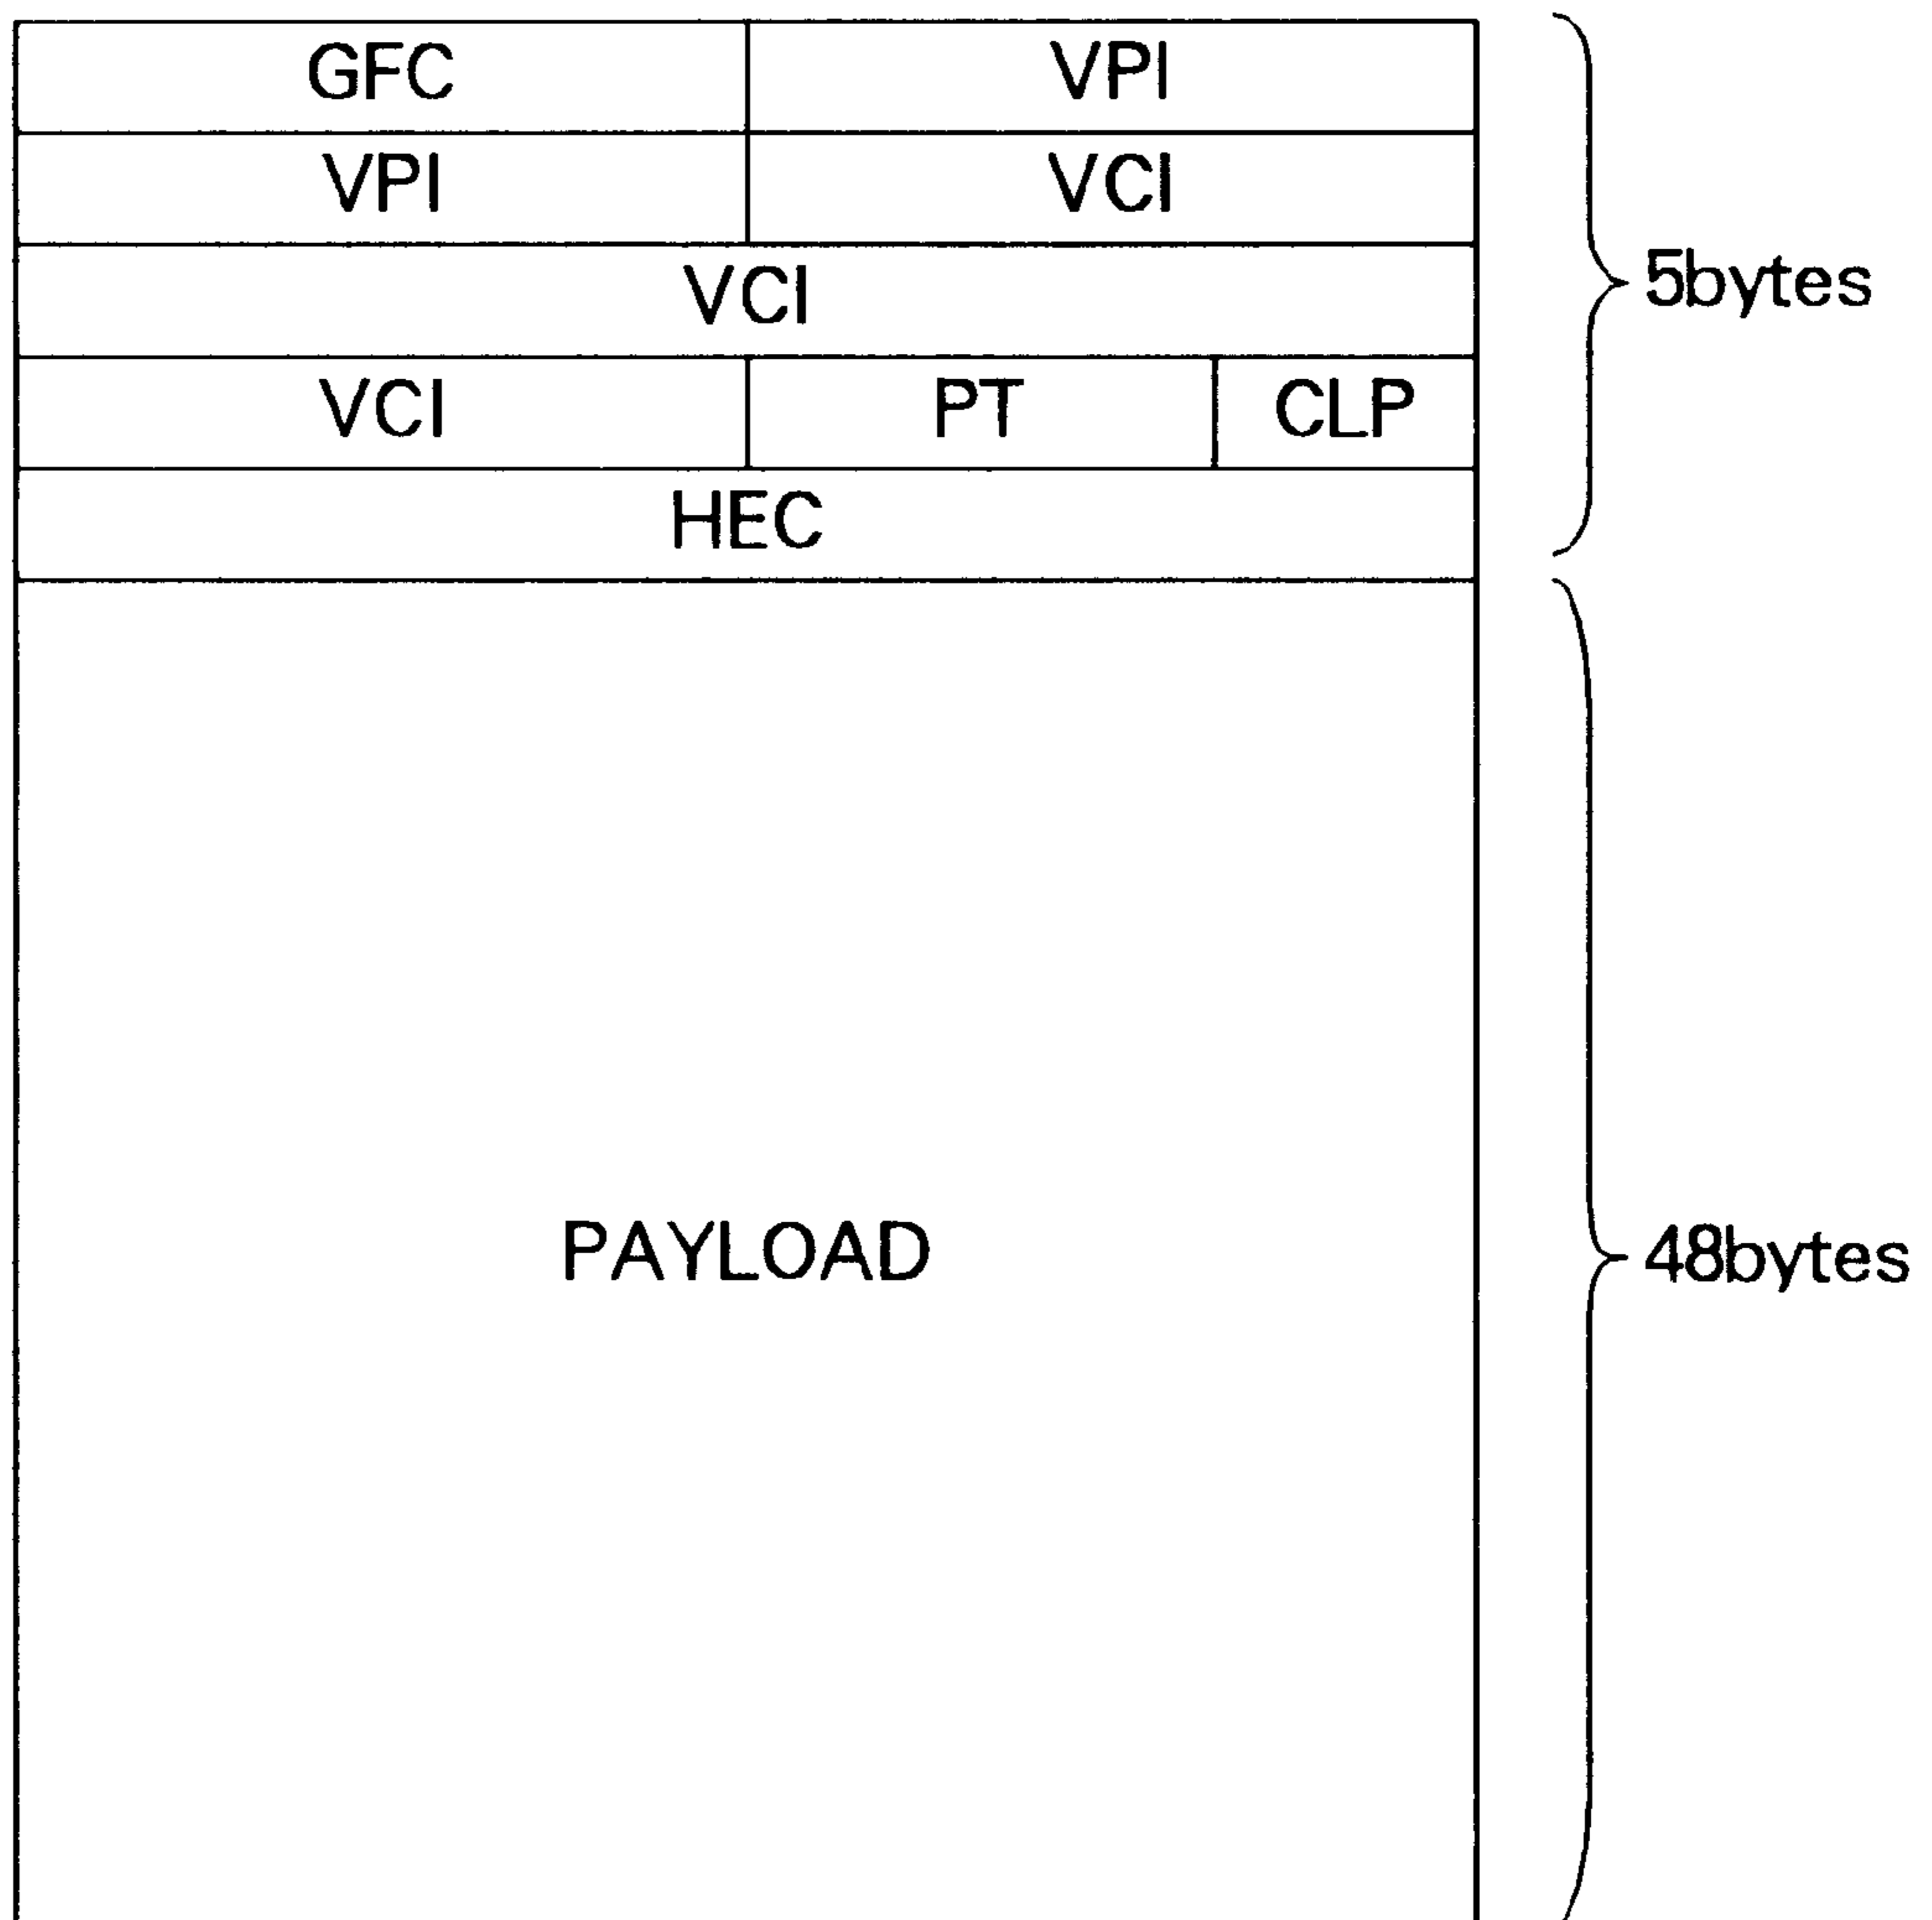 GFC VPI
VPI VCI
VCI
5bytes
VCI PT CLP
HEC
PAYLOAD
48bytes